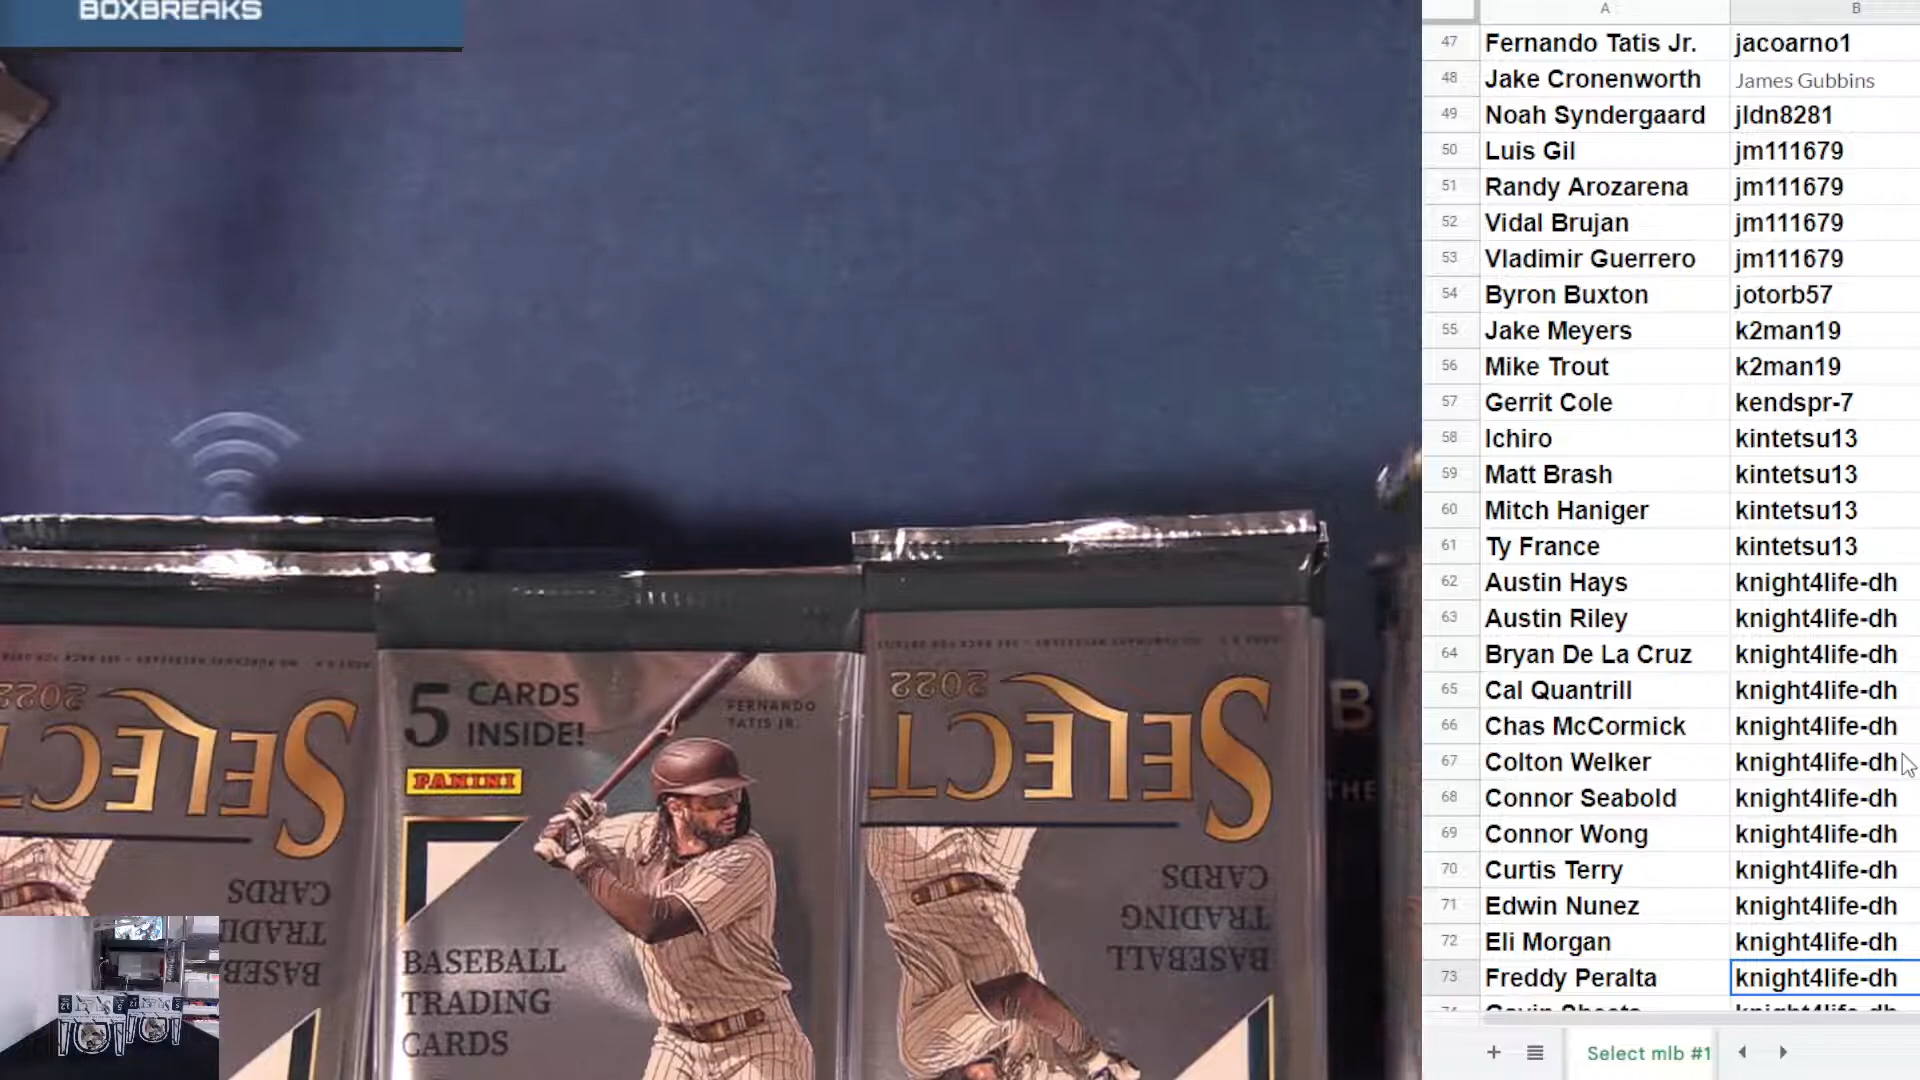 BOXBREAKS
A B
47 Fernando Tatis Jr. jacoarno1
48 Jake Cronenworth James Gubbins
49 Noah Syndergaard jldn8281
50 Luis Gil jm111679
51 Randy Arozarena jm111679
52 Vidal Brujan jm111679
53 Vladimir Guerrero jm111679
54 Byron Buxton jotorb57
55 Jake Meyers k2man19
56 Mike Trout k2man19
57 Gerrit Cole kendspr-7
58 Ichiro kintetsu13
59 Matt Brash kintetsu13
60 Mitch Haniger kintetsu13
61 Ty France kintetsu13
62 Austin Hays knight4life-dh
63 Austin Riley knight4life-dh
64 Bryan De La Cruz knight4life-dh
65 Cal Quantrill knight4life-dh
66 Chas McCormick knight4life-dh
67 Colton Welker knight4life-dh
68 Connor Seabold knight4life-dh
69 Connor Wong knight4life-dh
70 Curtis Terry knight4life-dh
71 Edwin Nunez knight4life-dh
72 Eli Morgan knight4life-dh
73 Freddy Peralta knight4life-dh
Select mlb #1
2022
SELECT
CARDS
5 CARDS
INSIDE!
FERNANDO
TATIS JR.
PANINI
BASEBALL
TRADING
CARDS
2022
SELECT
CARDS
TRADING
BASEBALL
B
THE